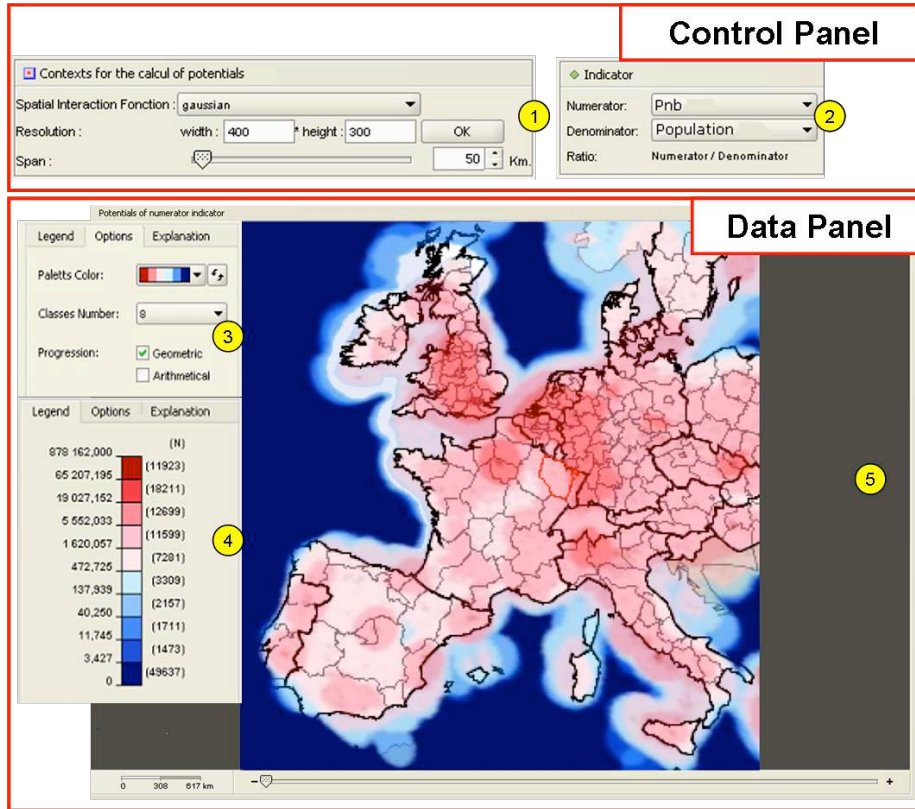 Control Panel
Contexts for the calcul of potentials
Spatial Interaction Fonction : gaussian
Resolution : width : 400 * height : 300 OK
Span : 50 Km.
1
Indicator
Numerator: Pnb
Denominator: Population
Ratio: Numerator / Denominator
2
Data Panel
Potentials of numerator indicator
Legend Options Explanation
Paletts Color:
Classes Number: 8
3
Progression: Geometric
Arithmetical
Legend Options Explanation
(N)
878 162,000
(11923)
65 207,195
(18211)
19 027,152
(12699)
5 552,033
(11599)
1 620,057
(7281)
472,725
(3309)
137,939
(2157)
40,250
(1711)
11,745
(1473)
3,427
(49637)
0
4
5
0 308 617 km
- +